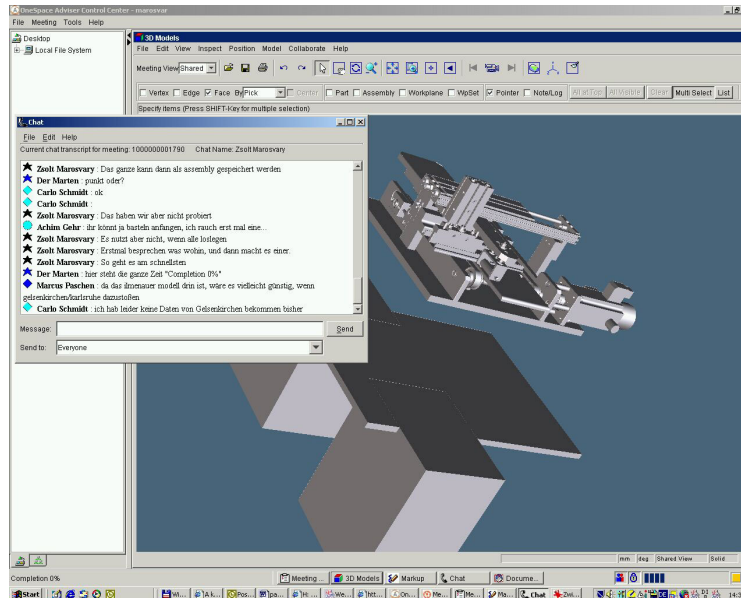 OneSpace Adviser Control Center - marosvar
File Meeting Tools Help
Desktop
Local File System
3D Models
File Edit View Inspect Position Model Collaborate Help
Meeting View Shared
Vertex Edge Face By Pick Center Part Assembly Workplane WpSet Pointer Note/Log All at Top All Visible Clear Multi Select List
Specify items (Press SHIFT-Key for multiple selection)
Chat
File Edit Help
Current chat transcript for meeting: 1000000001790 Chat Name: Zsolt Marosvary
Zsolt Marosvary : Das ganze kann dann als assembly gespeichert werden
Der Marten : punkt oder?
Carlo Schmidt : ok
Carlo Schmidt :
Zsolt Marosvary : Das haben wir aber nicht probiert
Achim Gehr : ihr könnt ja basteln anfangen, ich rauch erst mal eine...
Zsolt Marosvary : Es nutzt aber nicht, wenn alle loslegen
Zsolt Marosvary : Erstmal besprechen was wohin, und dann macht es einer.
Zsolt Marosvary : So geht es am schnellsten
Der Marten : hier steht die ganze Zeit "Completion 0%"
Marcus Paschen : da das ilmenauer modell drin ist, wäre es vielleicht günstig, wenn
gelsenkirchen/karlsruhe dazustoßen
Carlo Schmidt : ich hab leider keine Daten von Gelsenkirchen bekommen bisher
Message: Send
Send to: Everyone
mm deg Shared View Solid
Completion 0%
Meeting ... 3D Models Markup Chat Docume...
Start Wi... A k... Pos... pa... H: ... We... htt... On... Me... Me... Ma... Chat Zwi...